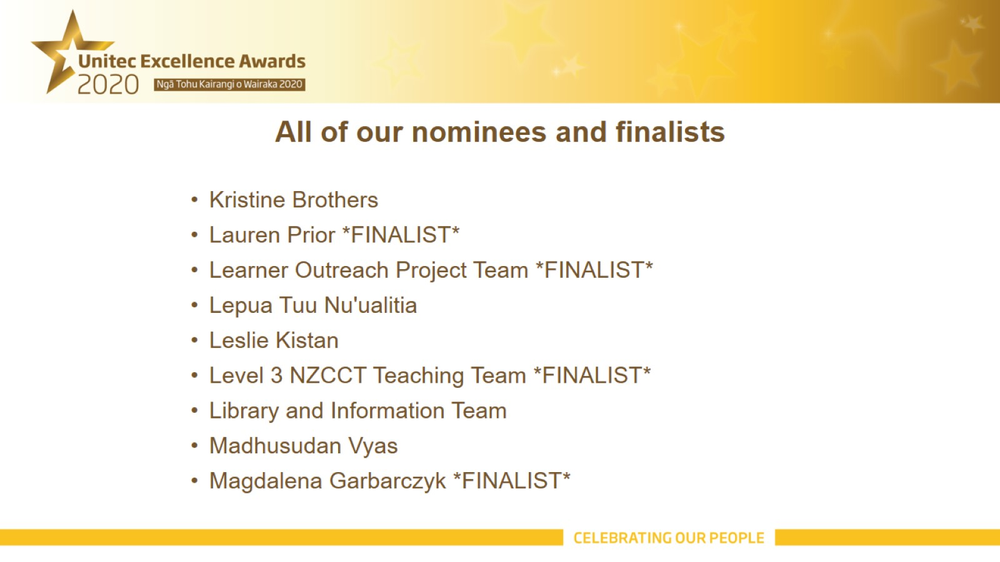 Unitec Excellence Awards
2020 Ngā Tohu Kairangi o Wairaka 2020
All of our nominees and finalists
• Kristine Brothers
• Lauren Prior *FINALIST*
• Learner Outreach Project Team *FINALIST*
• Lepua Tuu Nu'ualitia
• Leslie Kistan
• Level 3 NZCCT Teaching Team *FINALIST*
• Library and Information Team
• Madhusudan Vyas
• Magdalena Garbarczyk *FINALIST*
CELEBRATING OUR PEOPLE